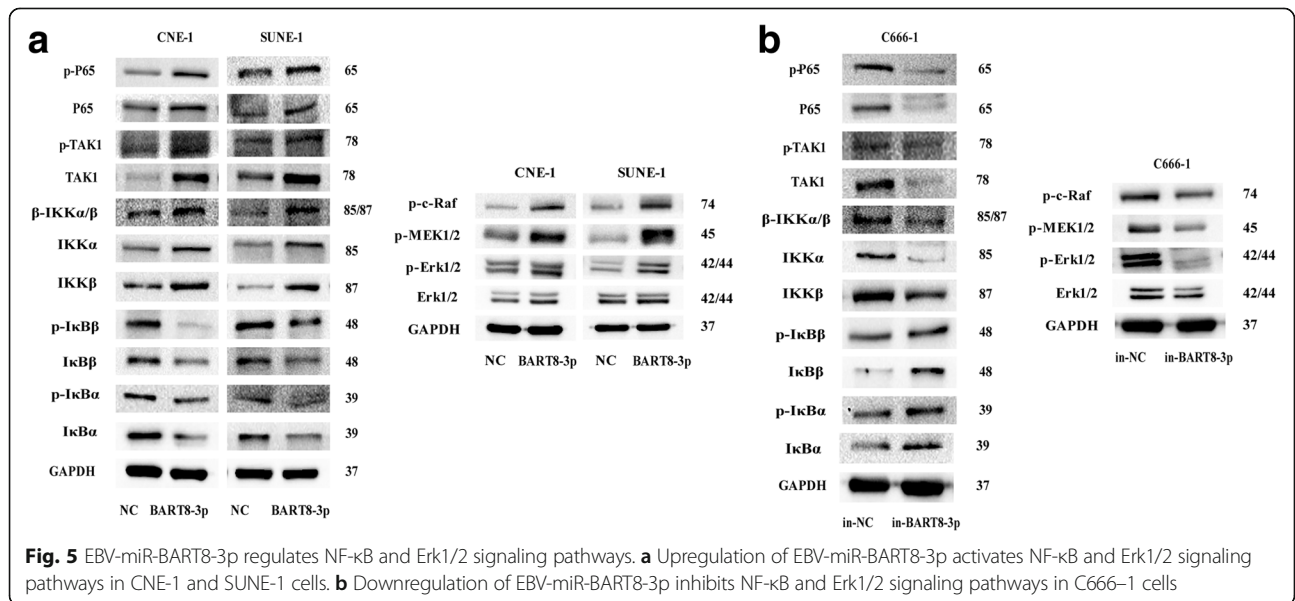 a
CNE-1 SUNE-1
p-P65 65
P65 65
p-TAK1 78
TAK1 78
β-IKKα/β 85/87
IKKα 85
IKKβ 87
p-IκBβ 48
IκBβ 48
p-IκBα 39
IκBα 39
GAPDH 37
NC BART8-3p NC BART8-3p
CNE-1 SUNE-1
p-c-Raf 74
p-MEK1/2 45
p-Erk1/2 42/44
Erk1/2 42/44
GAPDH 37
NC BART8-3p NC BART8-3p
b
C666-1
p-P65 65
P65 65
p-TAK1 78
TAK1 78
β-IKKα/β 85/87
IKKα 85
IKKβ 87
p-IκBβ 48
IκBβ 48
p-IκBα 39
IκBα 39
GAPDH 37
in-NC in-BART8-3p
C666-1
p-c-Raf 74
p-MEK1/2 45
p-Erk1/2 42/44
Erk1/2 42/44
GAPDH 37
in-NC in-BART8-3p
Fig. 5 EBV-miR-BART8-3p regulates NF-κB and Erk1/2 signaling pathways. a Upregulation of EBV-miR-BART8-3p activates NF-κB and Erk1/2 signaling
pathways in CNE-1 and SUNE-1 cells. b Downregulation of EBV-miR-BART8-3p inhibits NF-κB and Erk1/2 signaling pathways in C666–1 cells